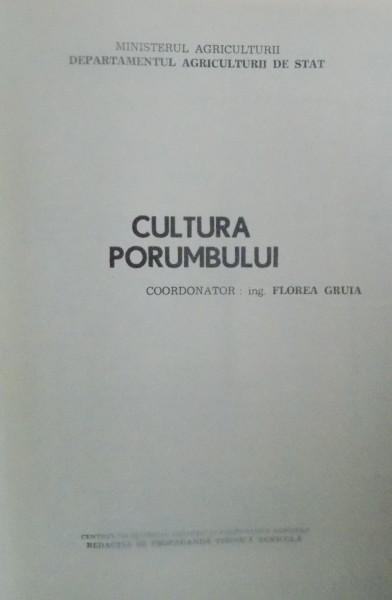 MINISTERUL AGRICULTURII
DEPARTAMENTUL AGRICULTURII DE STAT
CULTURA
PORUMBULUI
COORDONATOR : ing. FLOREA GRUIA
REDACȚIA DE PROPAGANDĂ TEHNICĂ AGRICOLĂ